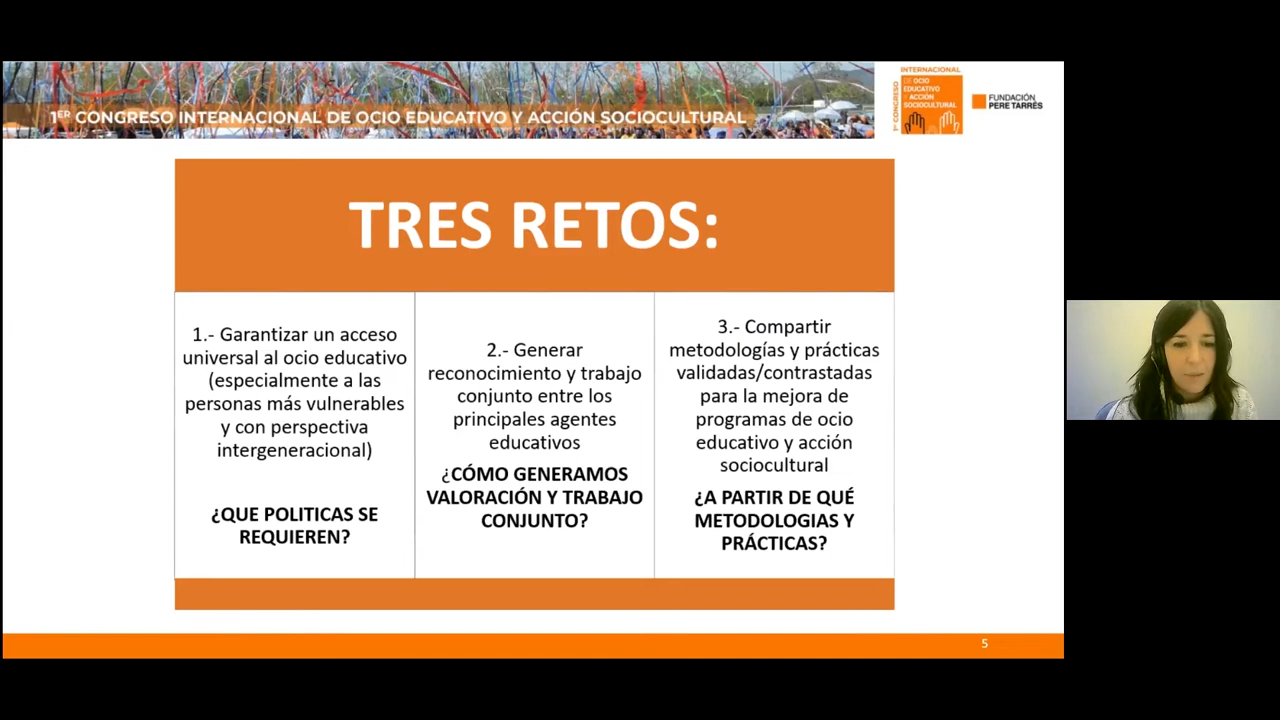 1ER CONGRESO INTERNACIONAL DE OCIO EDUCATIVO Y ACCIÓN SOCIOCULTURAL
1er CONGRESO
INTERNACIONAL
DE OCIO
EDUCATIVO
Y ACCIÓN
SOCIOCULTURAL
FUNDACIÓN
PERE TARRÉS
TRES RETOS:
1.- Garantizar un acceso
universal al ocio educativo
(especialmente a las
personas más vulnerables
y con perspectiva
intergeneracional)
¿QUE POLITICAS SE
REQUIEREN?
2.- Generar
reconocimiento y trabajo
conjunto entre los
principales agentes
educativos
¿CÓMO GENERAMOS
VALORACIÓN Y TRABAJO
CONJUNTO?
3.- Compartir
metodologías y prácticas
validadas/contrastadas
para la mejora de
programas de ocio
educativo y acción
sociocultural
¿A PARTIR DE QUÉ
METODOLOGIAS Y
PRÁCTICAS?
5